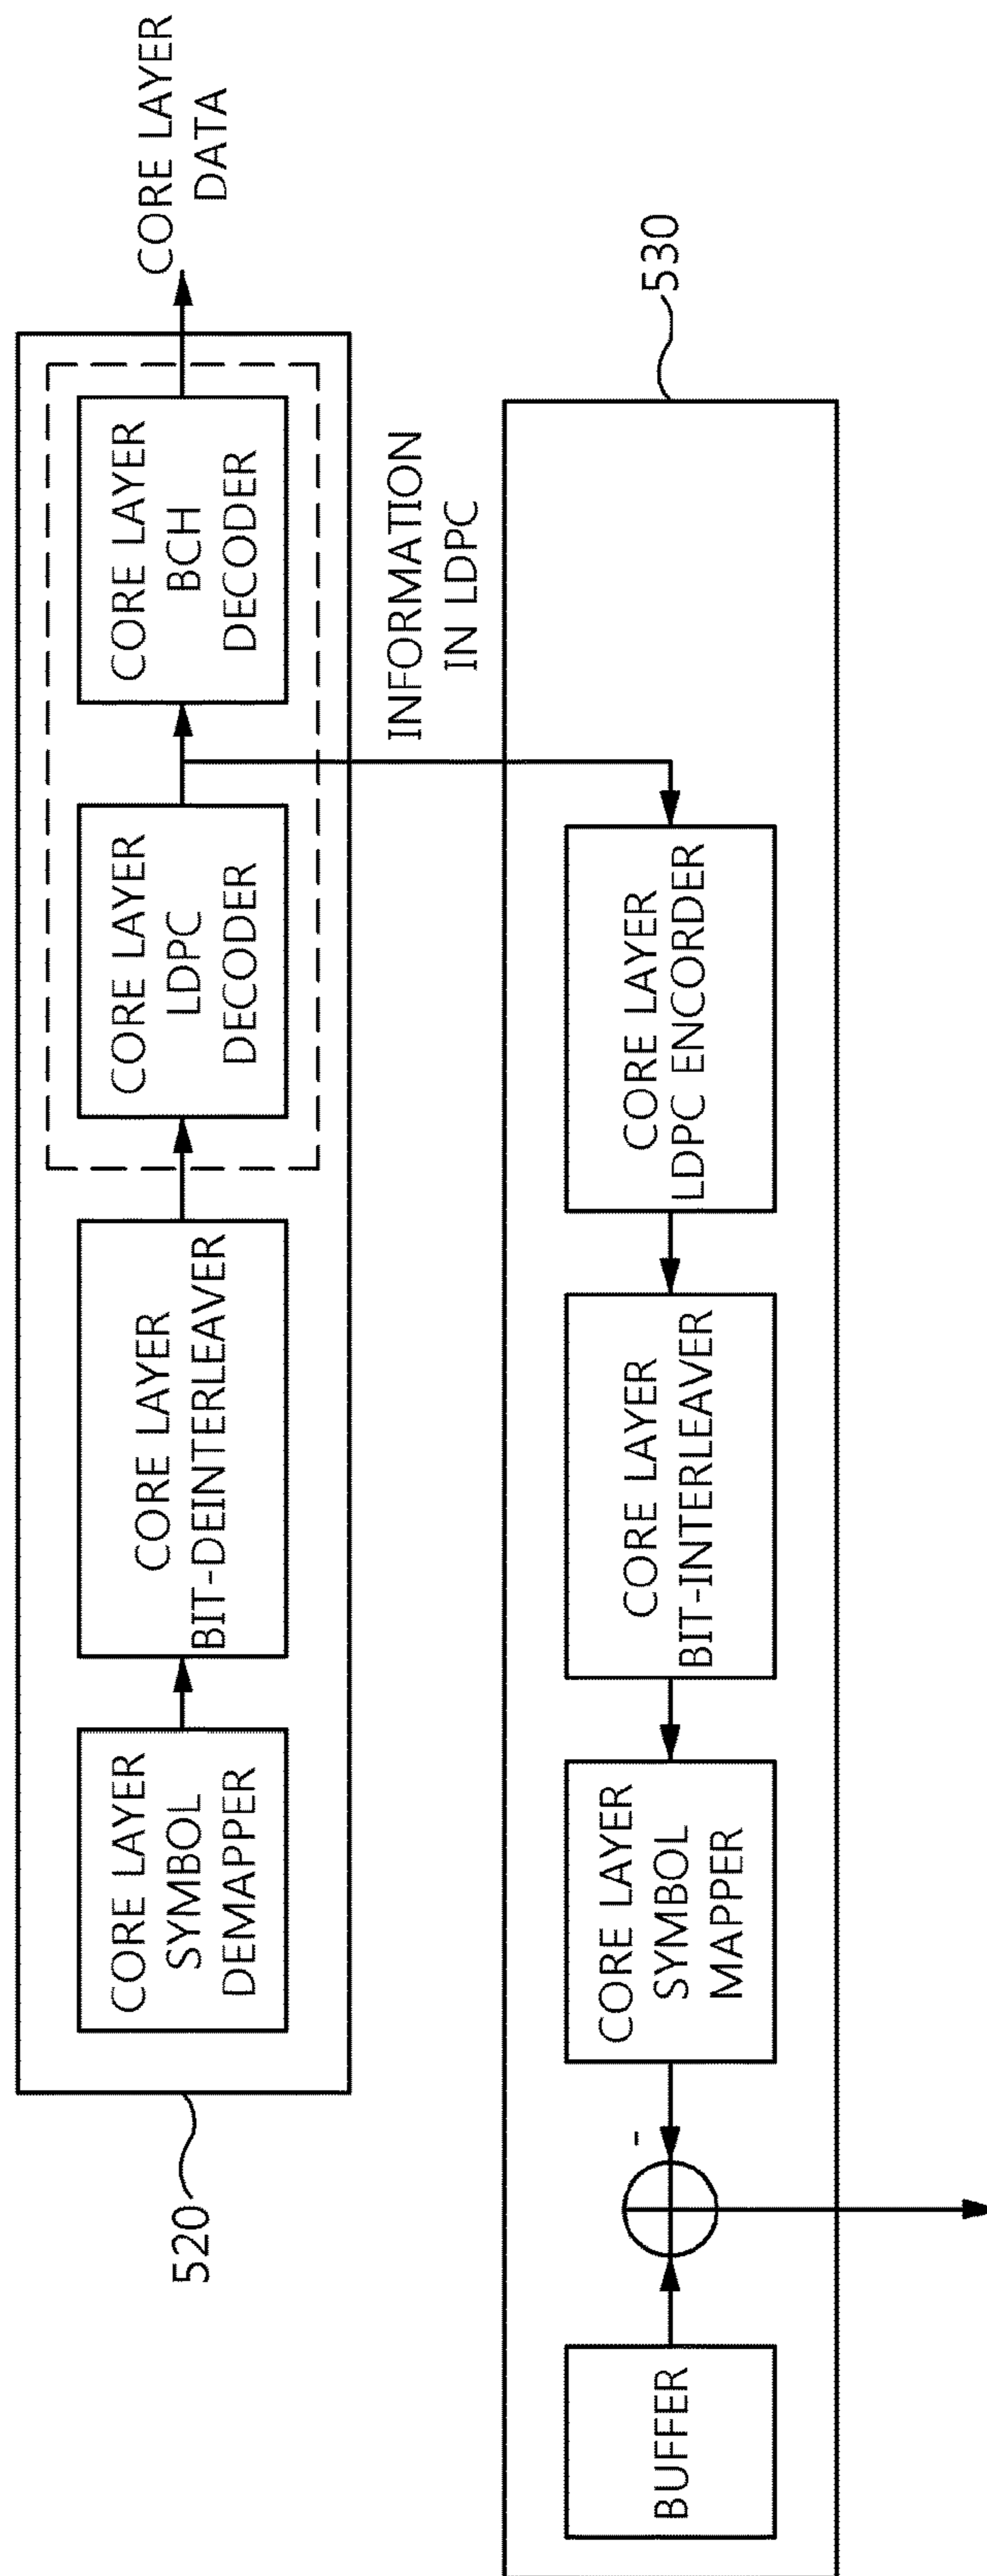 520
CORE LAYER
SYMBOL
DEMAPPER
CORE LAYER
BIT-DEINTERLEAVER
CORE LAYER
LDPC
DECODER
CORE LAYER
BCH
DECODER
CORE LAYER
DATA
INFORMATION
IN LDPC
530
BUFFER
-
CORE LAYER
SYMBOL
MAPPER
CORE LAYER
BIT-INTERLEAVER
CORE LAYER
LDPC ENCORDER